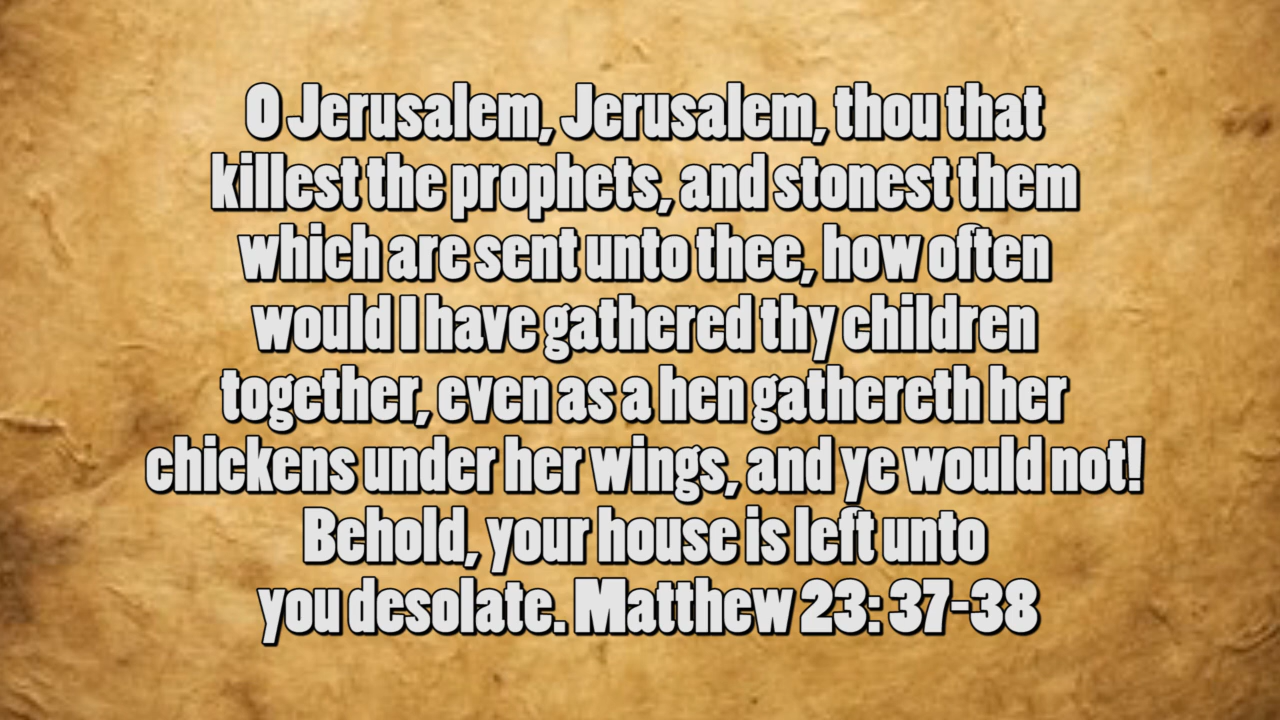 O Jerusalem, Jerusalem, thou that
killest the prophets, and stonest them
which are sent unto thee, how often
would I have gathered thy children
together, even as a hen gathereth her
chickens under her wings, and ye would not!
Behold, your house is left unto
you desolate. Matthew 23: 37-38